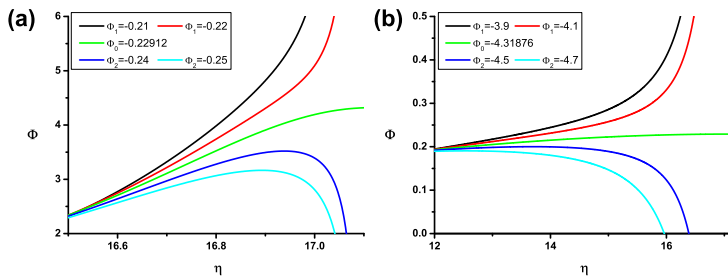 (a)
Φ₁=-0.21 Φ₁=-0.22
Φ₀=-0.22912
Φ₂=-0.24 Φ₂=-0.25
6
5
4
3
2
Φ
16.6 16.8 17.0
η
(b)
Φ₁=-3.9 Φ₁=-4.1
Φ₀=-4.31876
Φ₂=-4.5 Φ₂=-4.7
0.5
0.4
0.3
0.2
0.1
0.0
Φ
12 14 16
η